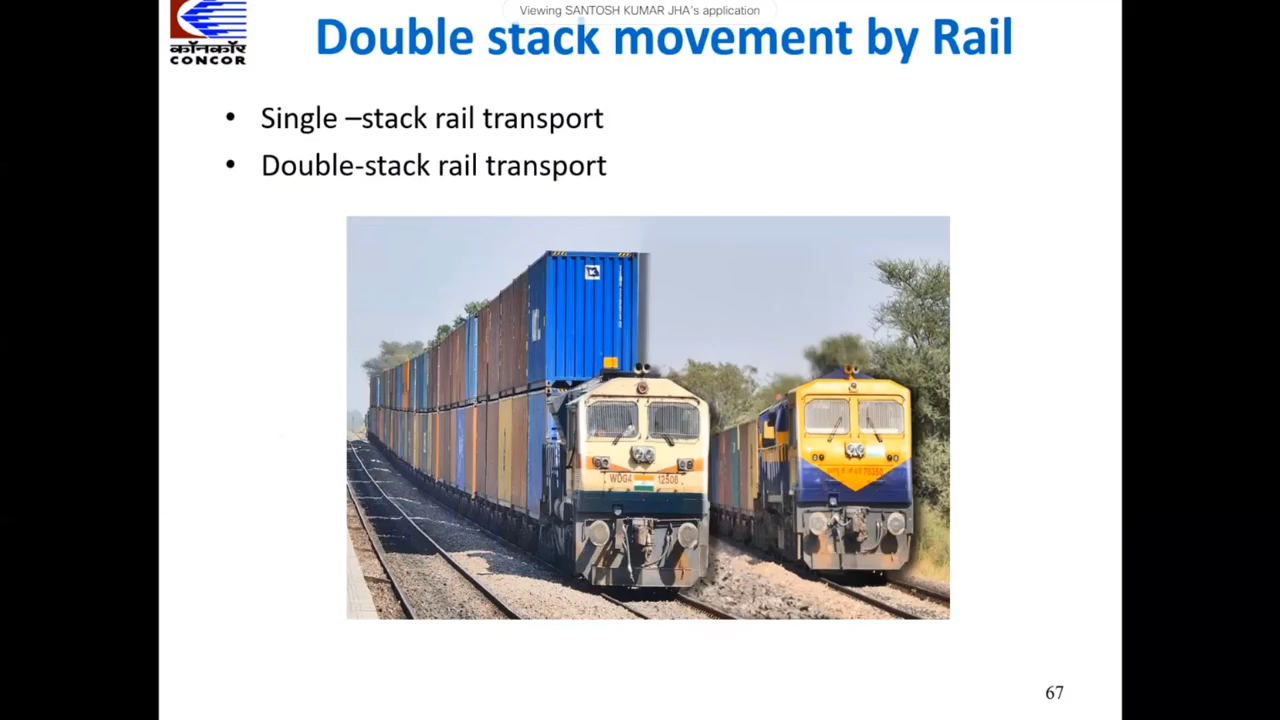 Viewing SANTOSH KUMAR JHA's application
कॉनकॉर
CONCOR
Double stack movement by Rail
• Single –stack rail transport
• Double-stack rail transport
WDG4 12508
67